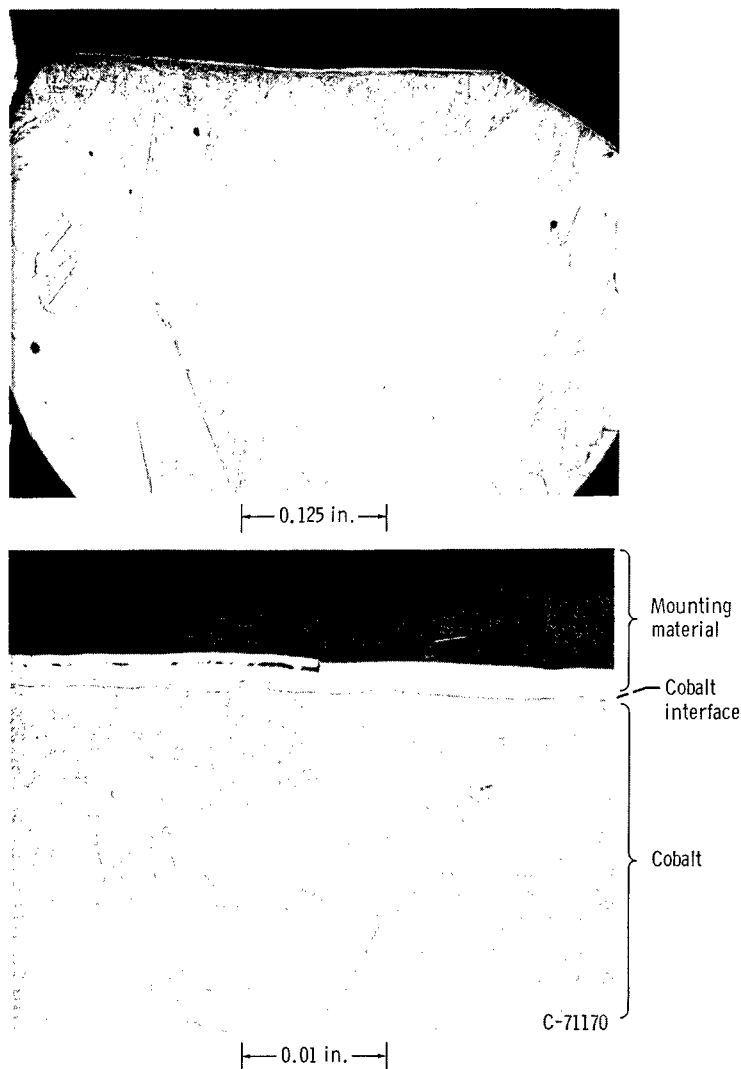 0.125 in.
Mounting
material
Cobalt
interface
Cobalt
C-71170
0.01 in.